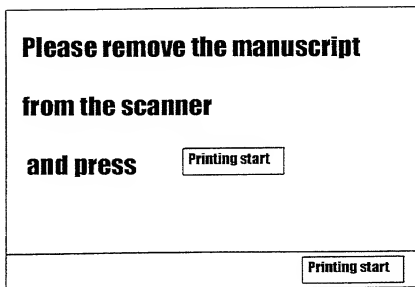 Please remove the manuscript
from the scanner
and press Printing start
Printing start